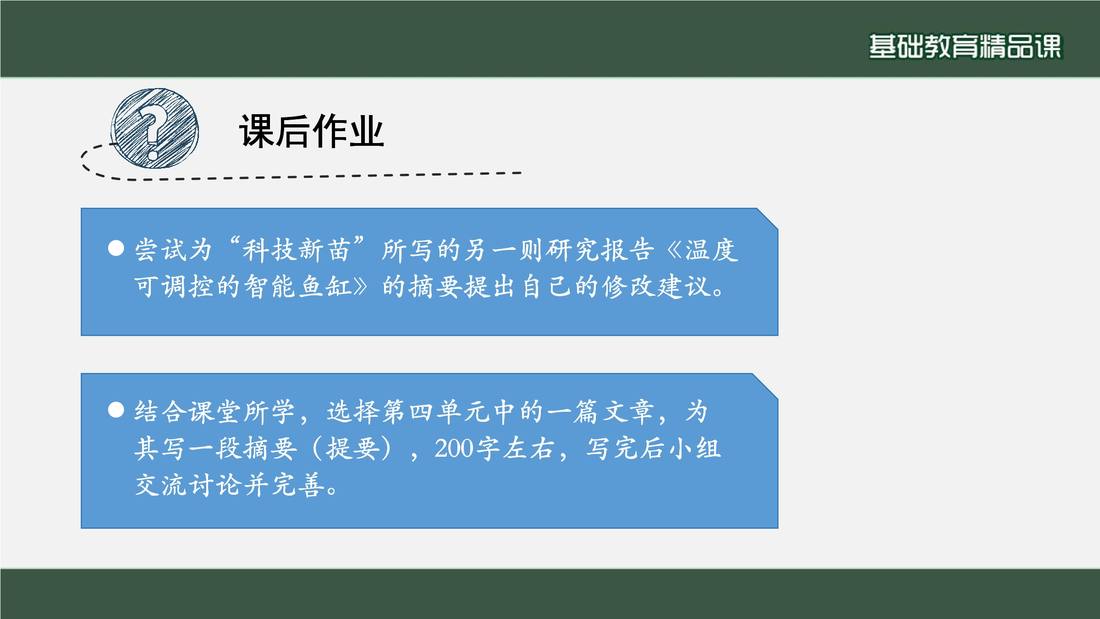 基础教育精品课
课后作业
尝试为“科技新苗”所写的另一则研究报告《温度
可调控的智能鱼缸》的摘要提出自己的修改建议。
结合课堂所学，选择第四单元中的一篇文章，为
其写一段摘要（提要），200字左右，写完后小组
交流讨论并完善。